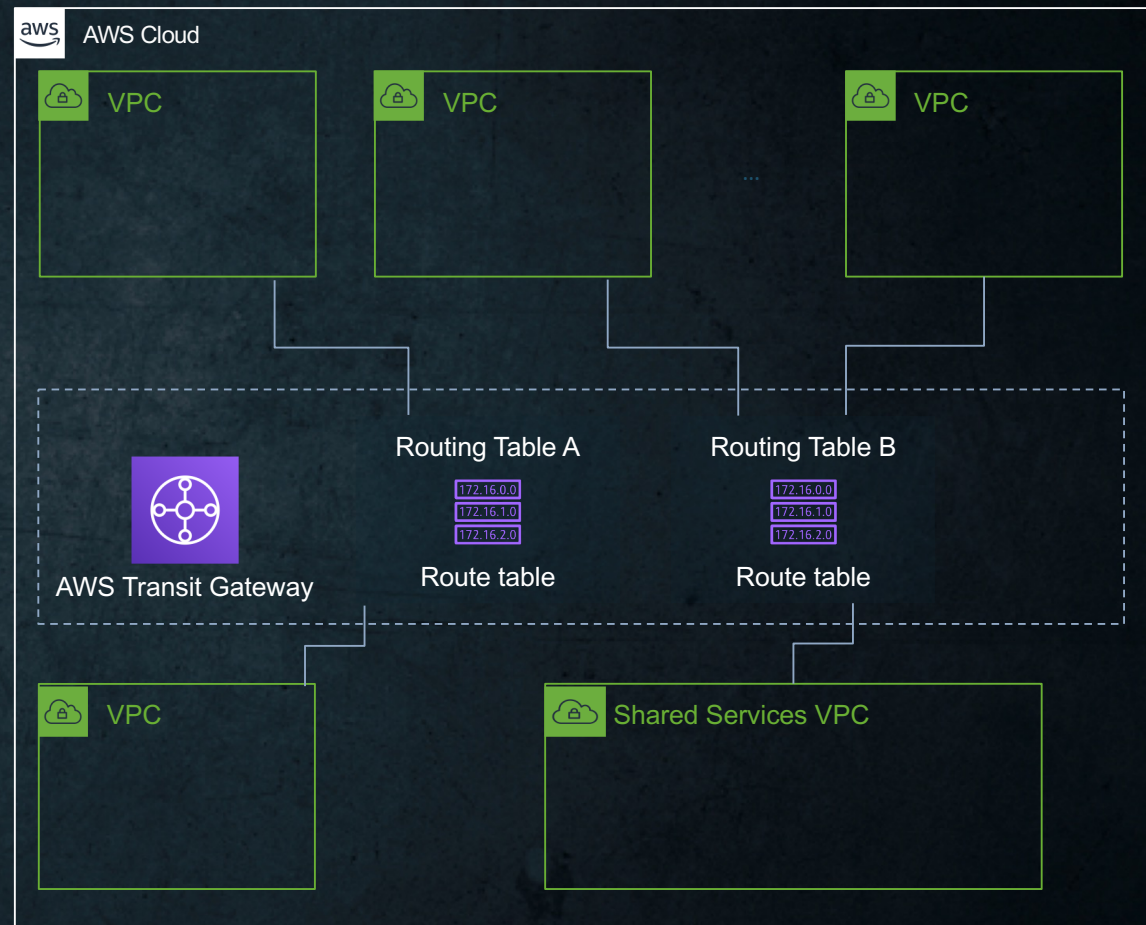 aws
AWS Cloud
VPC
VPC
VPC
...
Routing Table A
Routing Table B
172.16.0.0
172.16.1.0
172.16.2.0
172.16.0.0
172.16.1.0
172.16.2.0
AWS Transit Gateway
Route table
Route table
VPC
Shared Services VPC